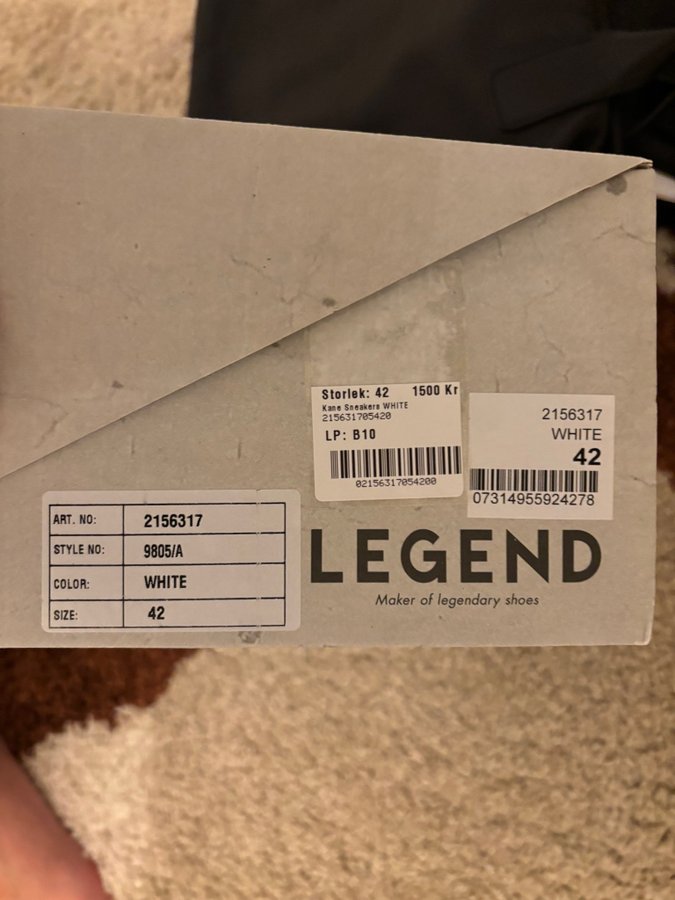 Storlek: 42 1500 Kr
Kane Sneakers WHITE
215631705420
LP: B10
02156317054200
2156317
WHITE
42
07314955924278
ART. NO: 2156317
STYLE NO: 9805/A
COLOR: WHITE
SIZE: 42
LEGEND
Maker of legendary shoes